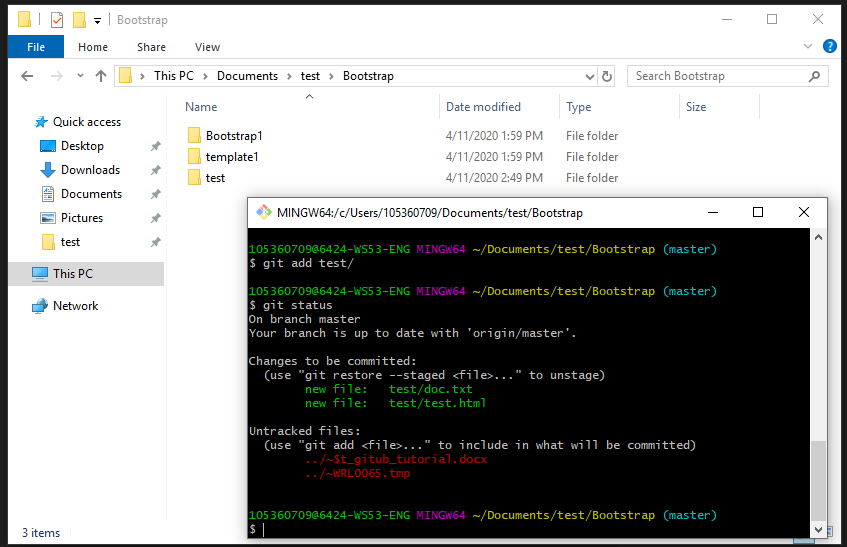 Bootstrap
File Home Share View
This PC Documents test Bootstrap Search Bootstrap
Name Date modified Type Size
Quick access
Desktop
Downloads
Documents
Pictures
test
This PC
Network
Bootstrap1 4/11/2020 1:59 PM File folder
template1 4/11/2020 1:59 PM File folder
test 4/11/2020 2:49 PM File folder
MINGW64:/c/Users/105360709/Documents/test/Bootstrap
105360709@6424-WS53-ENG MINGW64 ~/Documents/test/Bootstrap (master)
$ git add test/
105360709@6424-WS53-ENG MINGW64 ~/Documents/test/Bootstrap (master)
$ git status
On branch master
Your branch is up to date with 'origin/master'.
Changes to be committed:
(use "git restore --staged <file>..." to unstage)
new file: test/doc.txt
new file: test/test.html
Untracked files:
(use "git add <file>..." to include in what will be committed)
../~$t_gitub_tutorial.docx
../~WRL0065.tmp
105360709@6424-WS53-ENG MINGW64 ~/Documents/test/Bootstrap (master)
$
3 items